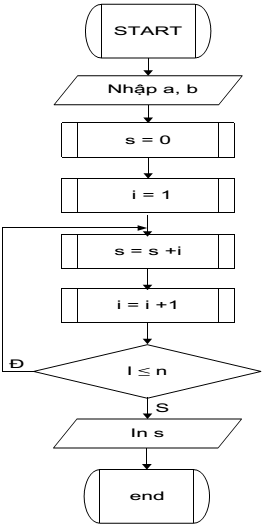 START
Nhập a, b
s = 0
i = 1
s = s +i
i = i +1
Đ
I ≤ n
S
In s
end